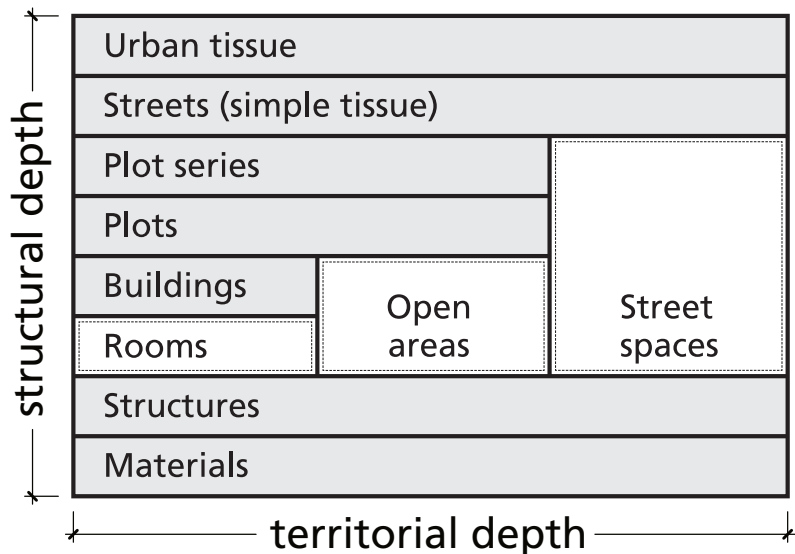 structural depth
Urban tissue
Streets (simple tissue)
Plot series
Plots
Buildings
Rooms
Open
areas
Street
spaces
Structures
Materials
territorial depth